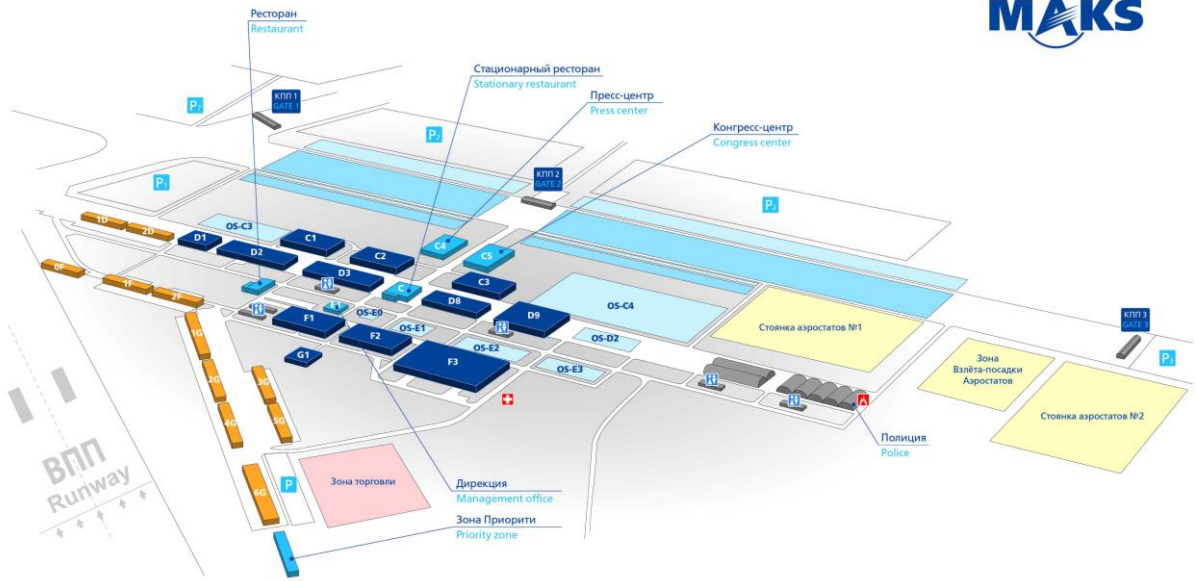 MAKS
Ресторан
Restaurant
Стационарный ресторан
Stationary restaurant
Пресс-центр
Press center
Конгресс-центр
Congress center
КПП 1
GATE 1
P₂
P₂
КПП 2
GATE 2
P₁
P₂
1D
2D
OS-C3
C1
C4
D1
D2
C2
C5
D3
C3
C
OS-C4
1F
2F
E1
OS-E0
D8
D9
КПП 3
GATE 3
Стоянка аэростатов №1
1G
F1
OS-E1
F2
OS-D2
OS-E2
P₃
Зона
Взлёта-посадки
Аэростатов
G1
F3
OS-E3
2G
3G
4G
5G
Стоянка аэростатов №2
ВПП
Runway
6G
P
Зона торговли
Полиция
Police
Дирекция
Management office
Зона Приорити
Priority zone